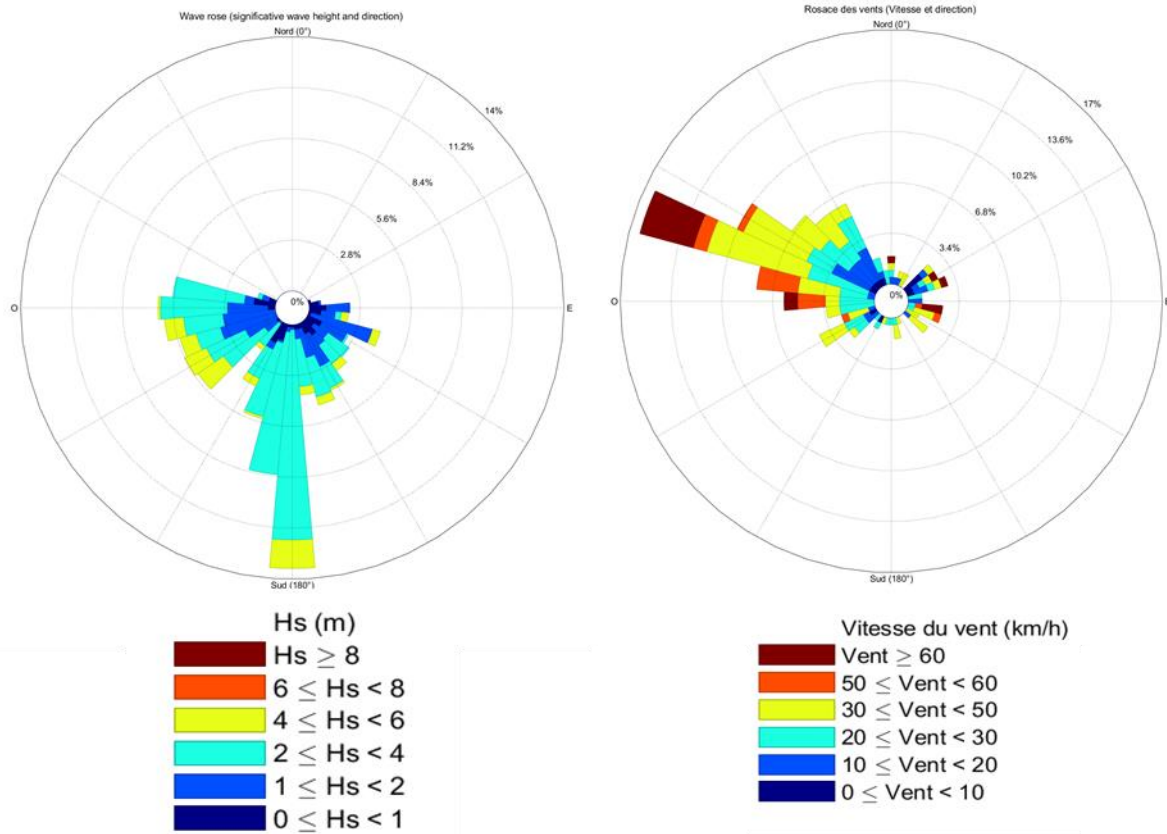 Wave rose (significative wave height and direction)
Nord (0°)
14%
11.2%
8.4%
5.6%
2.8%
0%
O
E
Sud (180°)
Hs (m)
Hs ≥ 8
6 ≤ Hs < 8
4 ≤ Hs < 6
2 ≤ Hs < 4
1 ≤ Hs < 2
0 ≤ Hs < 1
Rosace des vents (Vitesse et direction)
Nord (0°)
17%
13.6%
10.2%
6.8%
3.4%
0%
O
Sud (180°)
Vitesse du vent (km/h)
Vent ≥ 60
50 ≤ Vent < 60
30 ≤ Vent < 50
20 ≤ Vent < 30
10 ≤ Vent < 20
0 ≤ Vent < 10